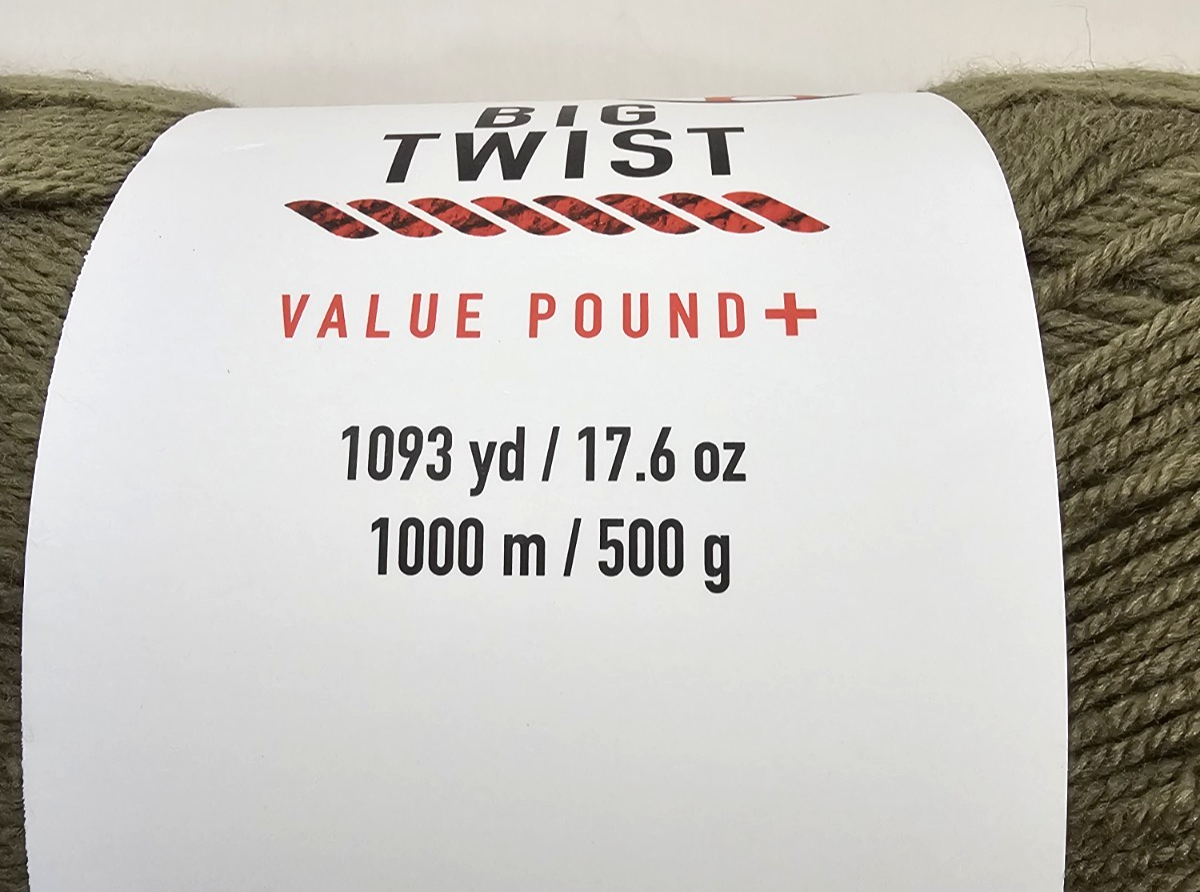 BIG
TWIST
VALUE POUND+
1093 yd / 17.6 oz
1000 m / 500 g